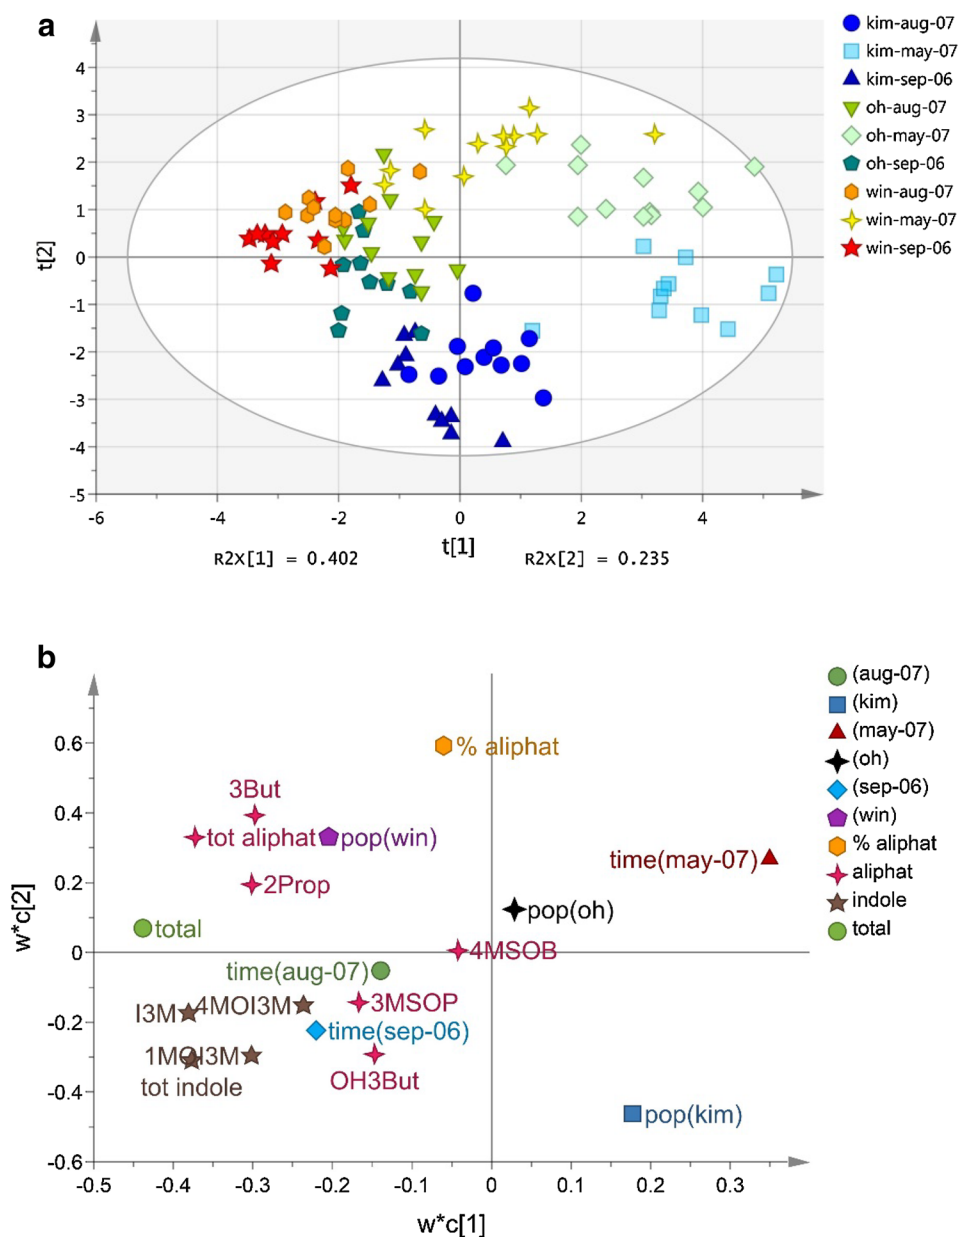 a
kim-aug-07
kim-may-07
kim-sep-06
oh-aug-07
oh-may-07
oh-sep-06
win-aug-07
win-may-07
win-sep-06
4
3
2
1
0
-1
-2
-3
-4
-5
t[2]
-6 -4 -2 0 2 4
t[1]
R2X[1] = 0.402 R2X[2] = 0.235
b
(aug-07)
(kim)
(may-07)
(oh)
(sep-06)
(win)
% aliphat
aliphat
indole
total
0.6
0.4
0.2
0
-0.2
-0.4
-0.6
w*c[2]
% aliphat
3But
tot aliphat pop(win)
time(may-07)
2Prop
pop(oh)
total
4MSOB
time(aug-07)
I3M 4MOI3M 3MSOP
time(sep-06)
1MOI3M
OH3But
tot indole
pop(kim)
-0.5 -0.4 -0.3 -0.2 -0.1 0 0.1 0.2 0.3
w*c[1]